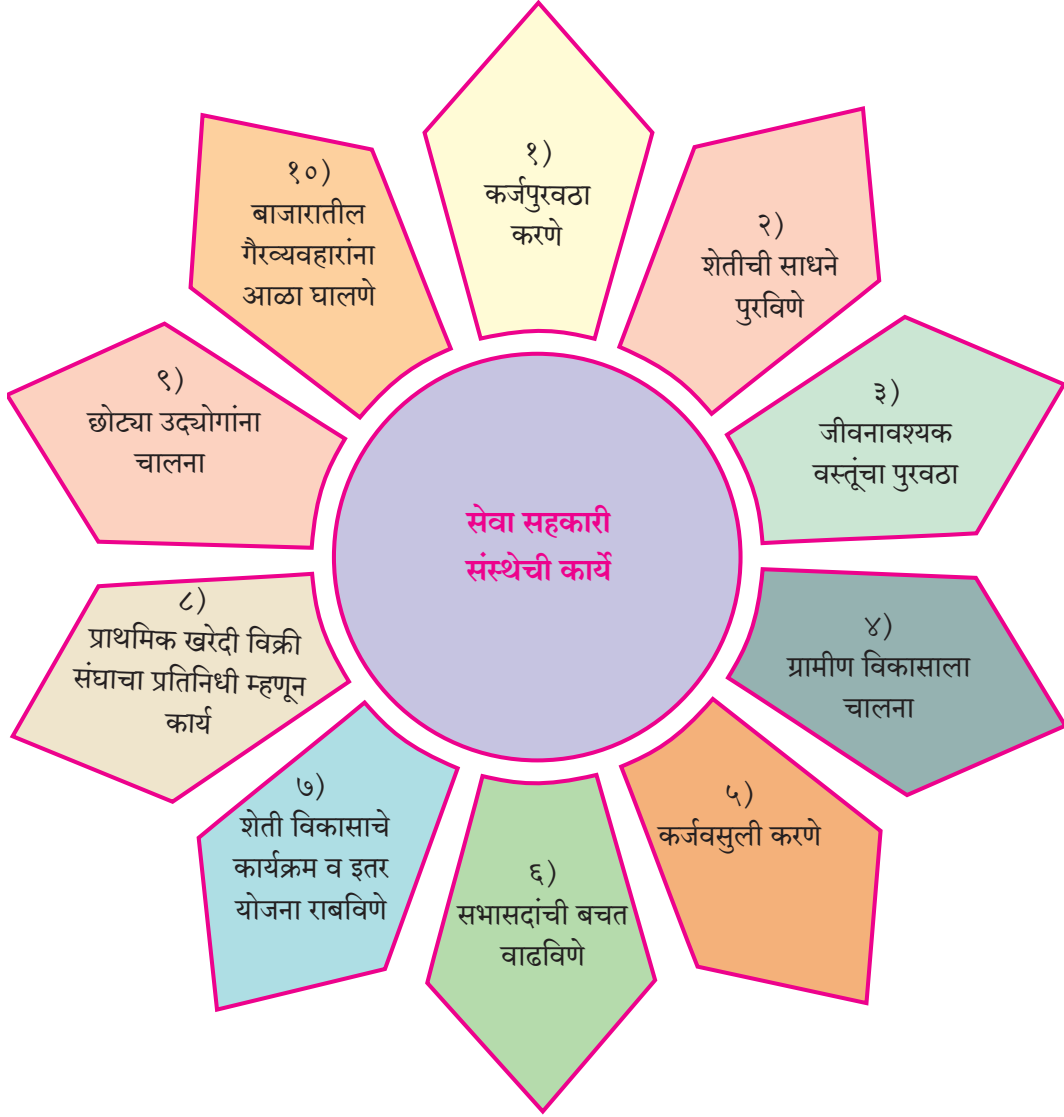 सेवा सहकारी
संस्थेची कार्ये
१)
कर्जपुरवठा
करणे
२)
शेतीची साधने
पुरविणे
३)
जीवनावश्यक
वस्तूंचा पुरवठा
४)
ग्रामीण विकासाला
चालना
५)
कर्जवसुली करणे
६)
सभासदांची बचत
वाढविणे
७)
शेती विकासाचे
कार्यक्रम व इतर
योजना राबविणे
८)
प्राथमिक खरेदी विक्री
संघाचा प्रतिनिधी म्हणून
कार्य
९)
छोट्या उद्योगांना
चालना
१०)
बाजारातील
गैरव्यवहारांना
आळा घालणे